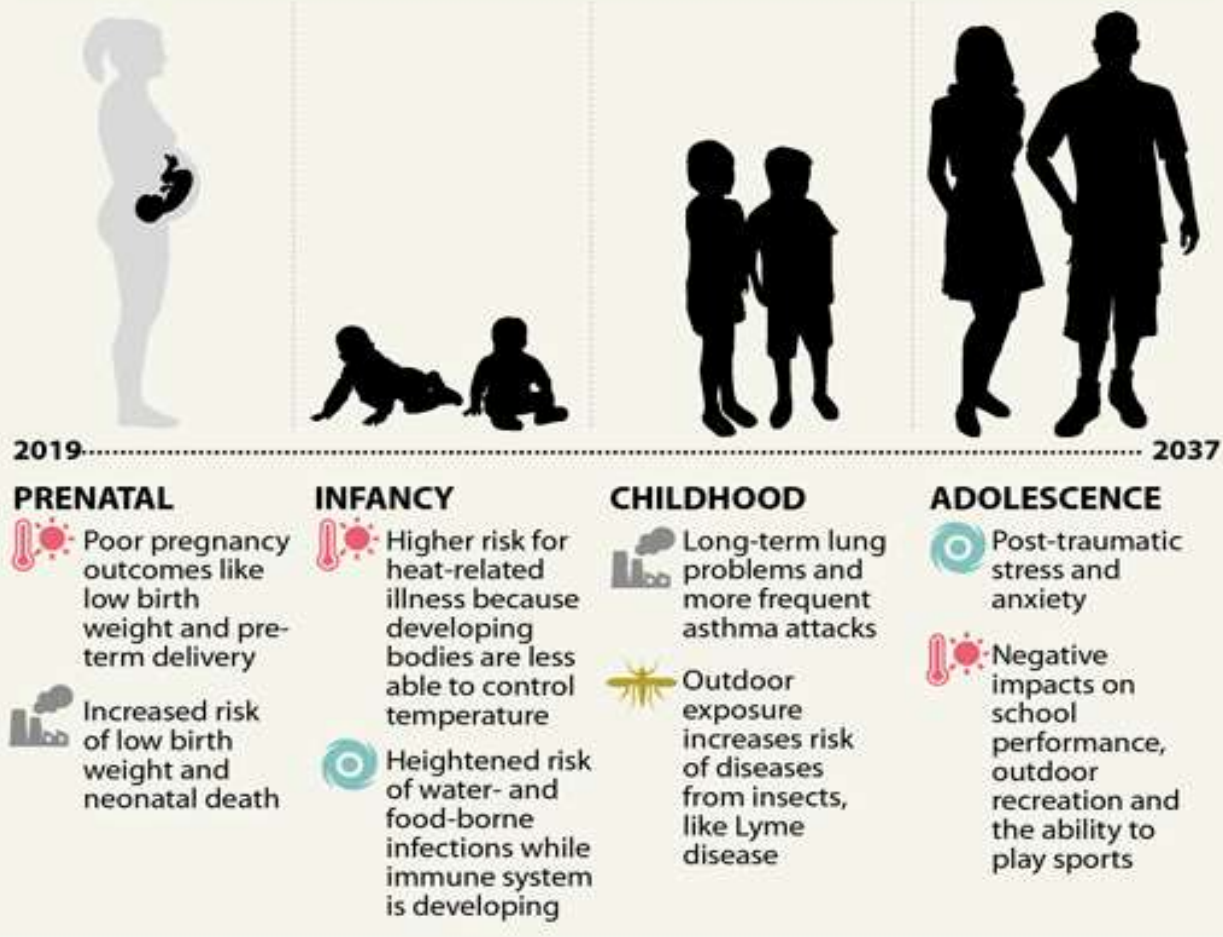 2019
2037
PRENATAL
Poor pregnancy
outcomes like
low birth
weight and pre-
term delivery
Increased risk
of low birth
weight and
neonatal death
INFANCY
Higher risk for
heat-related
illness because
developing
bodies are less
able to control
temperature
Heightened risk
of water- and
food-borne
infections while
immune system
is developing
CHILDHOOD
Long-term lung
problems and
more frequent
asthma attacks
Outdoor
exposure
increases risk
of diseases
from insects,
like Lyme
disease
ADOLESCENCE
Post-traumatic
stress and
anxiety
Negative
impacts on
school
performance,
outdoor
recreation and
the ability to
play sports